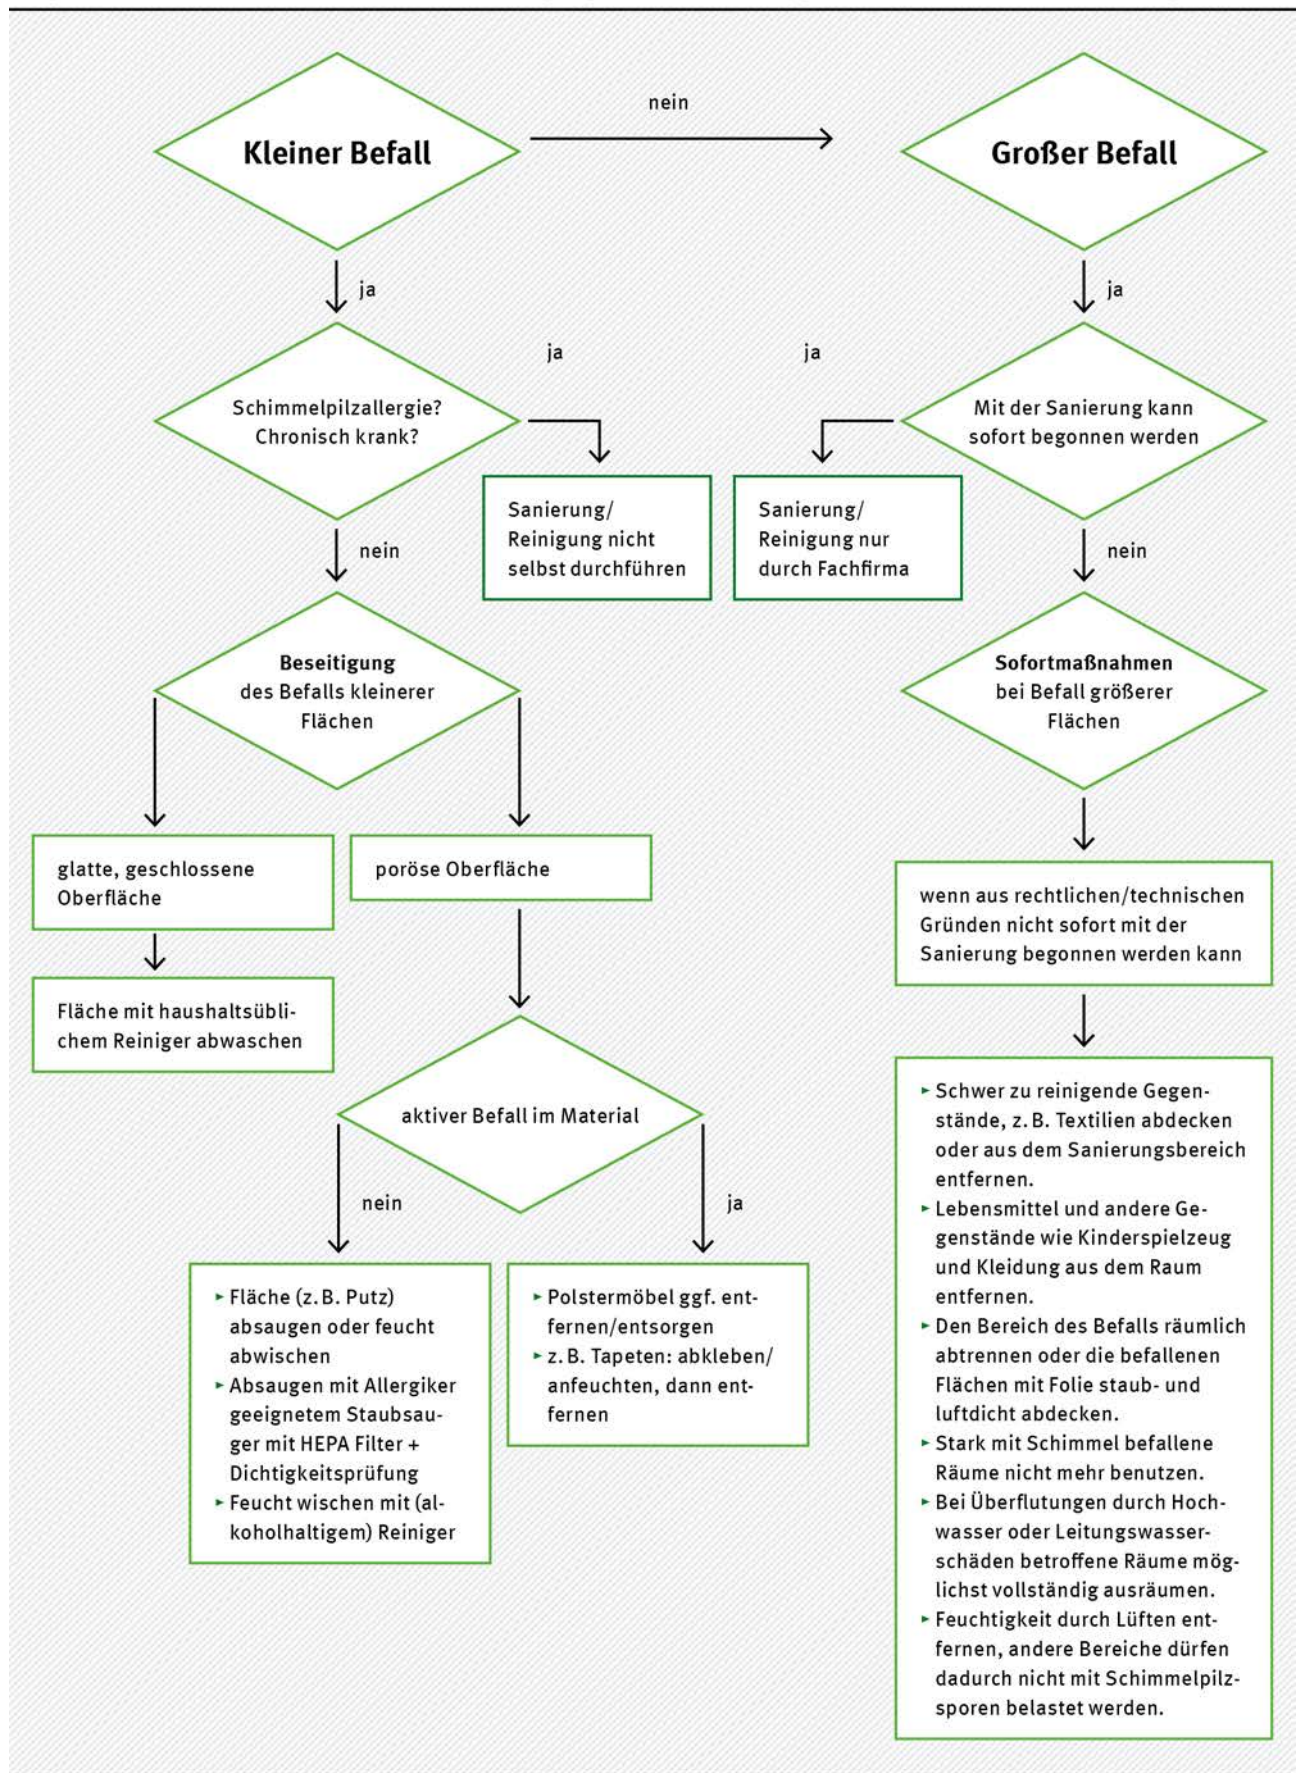 Kleiner Befall
nein
Großer Befall
ja
ja
Schimmelpilzallergie?
Chronisch krank?
ja
Sanierung/
Reinigung nicht
selbst durchführen
ja
Mit der Sanierung kann
sofort begonnen werden
Sanierung/
Reinigung nur
durch Fachfirma
nein
nein
Beseitigung
des Befalls kleinerer
Flächen
Sofortmaßnahmen
bei Befall größerer
Flächen
glatte, geschlossene
Oberfläche
poröse Oberfläche
Fläche mit haushaltsübli-
chem Reiniger abwaschen
wenn aus rechtlichen/technischen
Gründen nicht sofort mit der
Sanierung begonnen werden kann
aktiver Befall im Material
nein
ja
► Fläche (z. B. Putz)
absaugen oder feucht
abwischen
► Absaugen mit Allergiker
geeignetem Staubsau-
ger mit HEPA Filter +
Dichtigkeitsprüfung
► Feucht wischen mit (al-
koholhaltigem) Reiniger
► Polstermöbel ggf. ent-
fernen/entsorgen
► z. B. Tapeten: abkleben/
anfeuchten, dann ent-
fernen
► Schwer zu reinigende Gegen-
stände, z. B. Textilien abdecken
oder aus dem Sanierungsbereich
entfernen.
► Lebensmittel und andere Ge-
genstände wie Kinderspielzeug
und Kleidung aus dem Raum
entfernen.
► Den Bereich des Befalls räumlich
abtrennen oder die befallenen
Flächen mit Folie staub- und
luftdicht abdecken.
► Stark mit Schimmel befallene
Räume nicht mehr benutzen.
► Bei Überflutungen durch Hoch-
wasser oder Leitungswasser-
schäden betroffene Räume mög-
lichst vollständig ausräumen.
► Feuchtigkeit durch Lüften ent-
fernen, andere Bereiche dürfen
dadurch nicht mit Schimmelpilz-
sporen belastet werden.